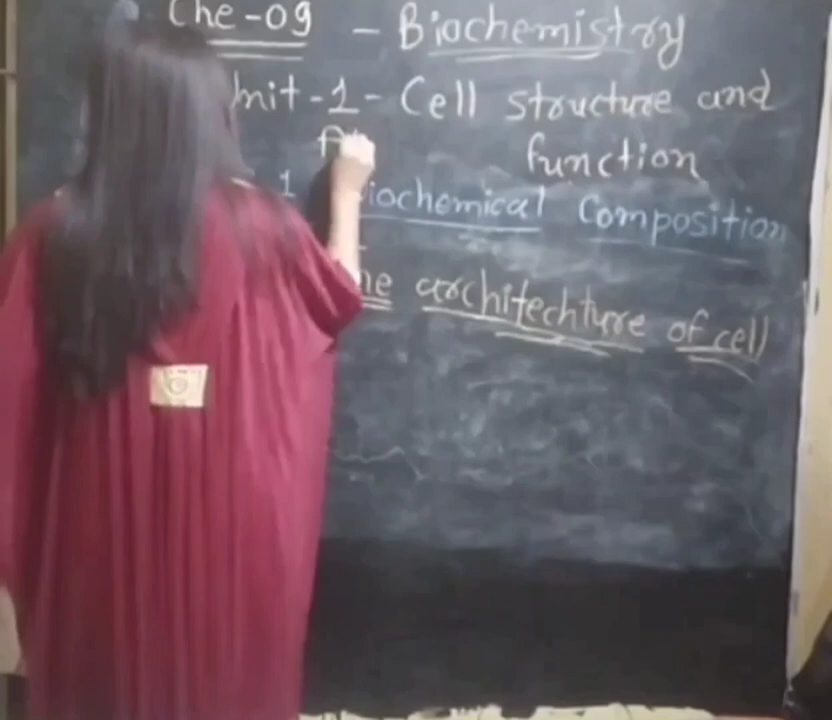 Che-09 - Biochemistry
nit-1- Cell structure and
function
1 iochemical Composition
he architechture of cell